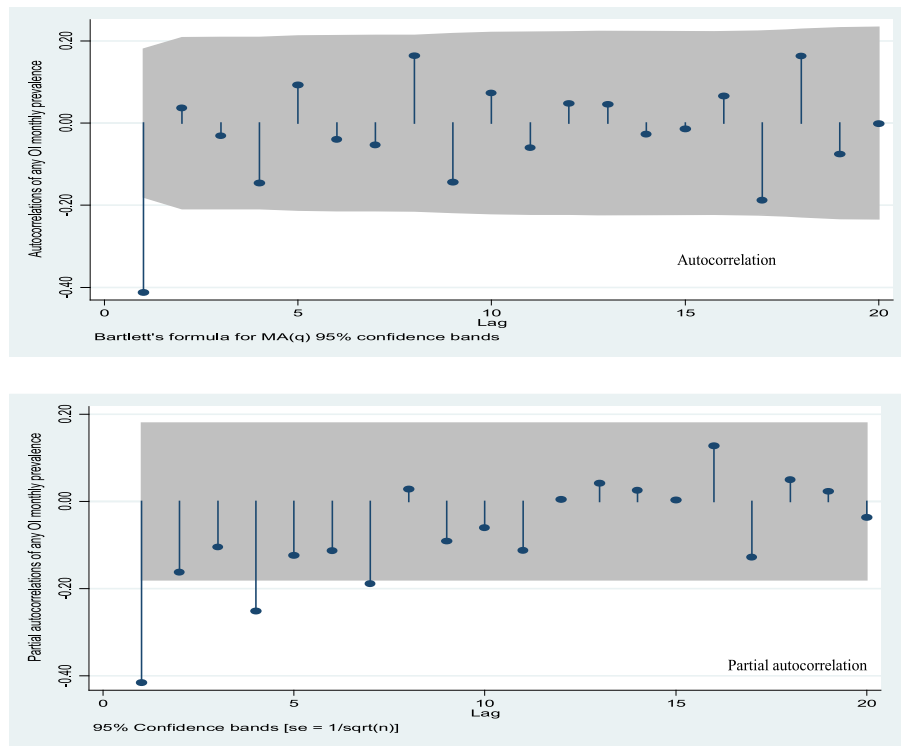 Autocorrelations of any OI monthly prevalence
0.20
0.00
-0.20
-0.40
Autocorrelation
0 5 10 15 20
Lag
Bartlett's formula for MA(q) 95% confidence bands
Partial autocorrelations of any OI monthly prevalence
0.20
0.00
-0.20
-0.40
Partial autocorrelation
0 5 10 15 20
Lag
95% Confidence bands [se = 1/sqrt(n)]